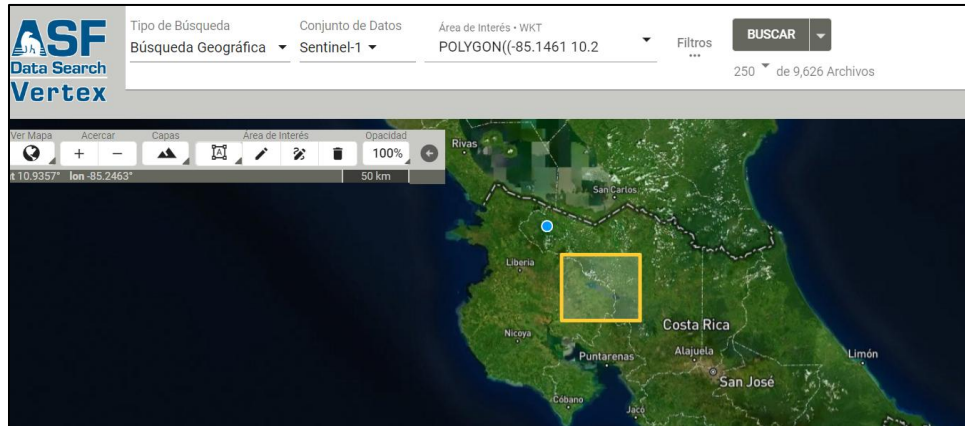 ASF
Data Search
Vertex
Tipo de Búsqueda
Búsqueda Geográfica
Conjunto de Datos
Sentinel-1
Área de Interés • WKT
POLYGON((-85.1461 10.2
Filtros
...
BUSCAR
250 de 9,626 Archivos
Ver Mapa
Acercar
Capas
Área de Interés
Opacidad
+
−
A
100%
t 10.9357° lon -85.2463°
50 km
Rivas
San Carlos
Liberia
Nicoya
Costa Rica
Puntarenas
Alajuela
Limón
San José
Cóbano
Jacó